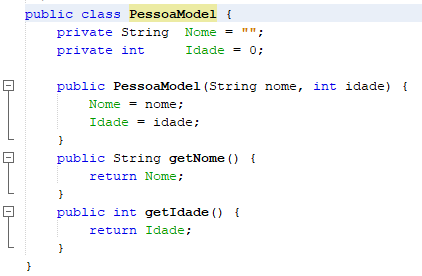 public class PessoaModel {
    private String  Nome = "";
    private int     Idade = 0;

    public PessoaModel(String nome, int idade) {
        Nome = nome;
        Idade = idade;
    }
    public String getNome() {
        return Nome;
    }
    public int getIdade() {
        return Idade;
    }
}